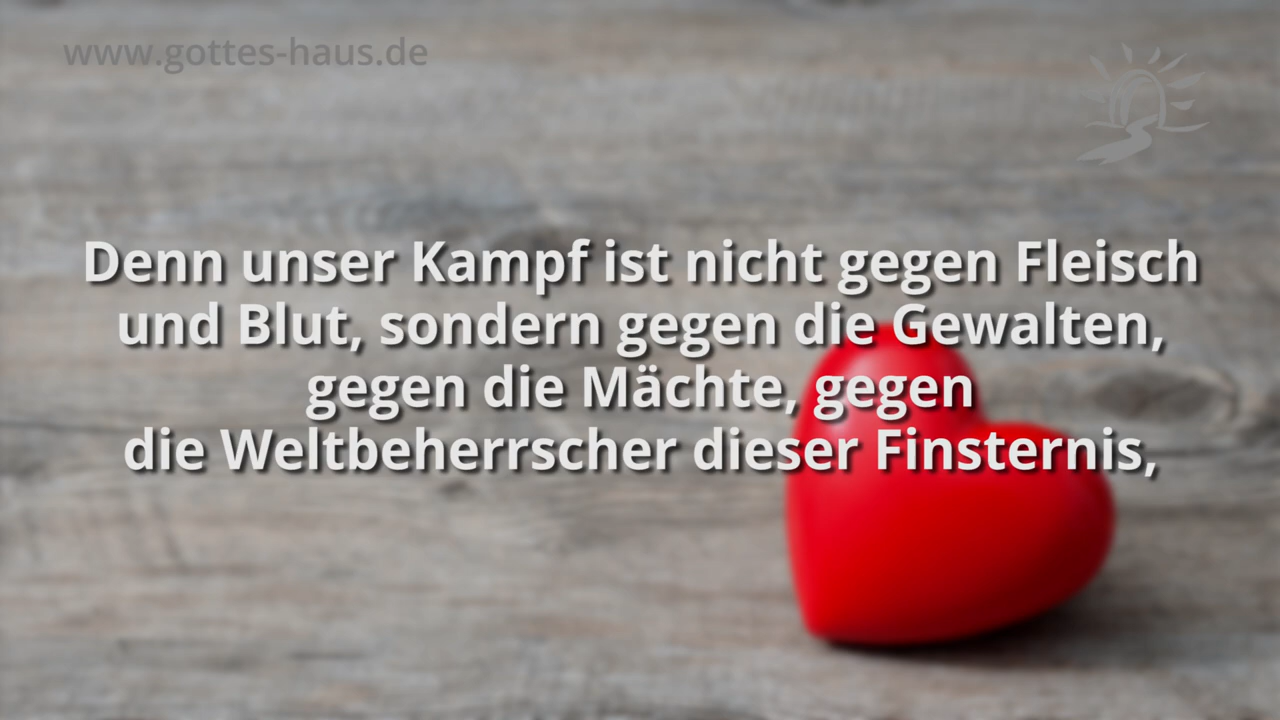 www.gottes-haus.de
Denn unser Kampf ist nicht gegen Fleisch
und Blut, sondern gegen die Gewalten,
gegen die Mächte, gegen
die Weltbeherrscher dieser Finsternis,